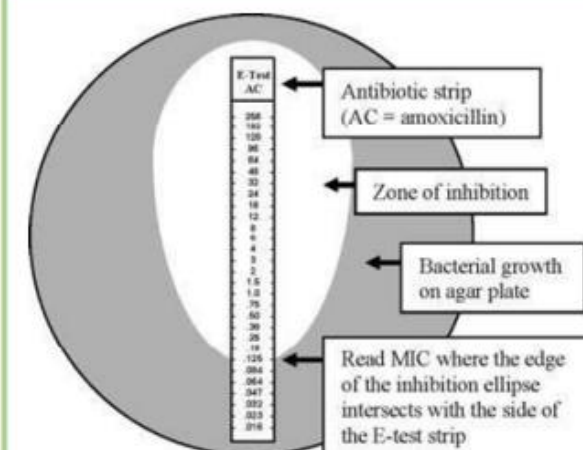 E-Test
AC
256
180
128
96
64
48
32
24
16
12
8
6
4
3
2
1.5
1.0
.75
.50
.38
.25
.19
.125
.094
.064
.047
.032
.023
.016
Antibiotic strip
(AC = amoxicillin)
Zone of inhibition
Bacterial growth
on agar plate
Read MIC where the edge
of the inhibition ellipse
intersects with the side of
the E-test strip